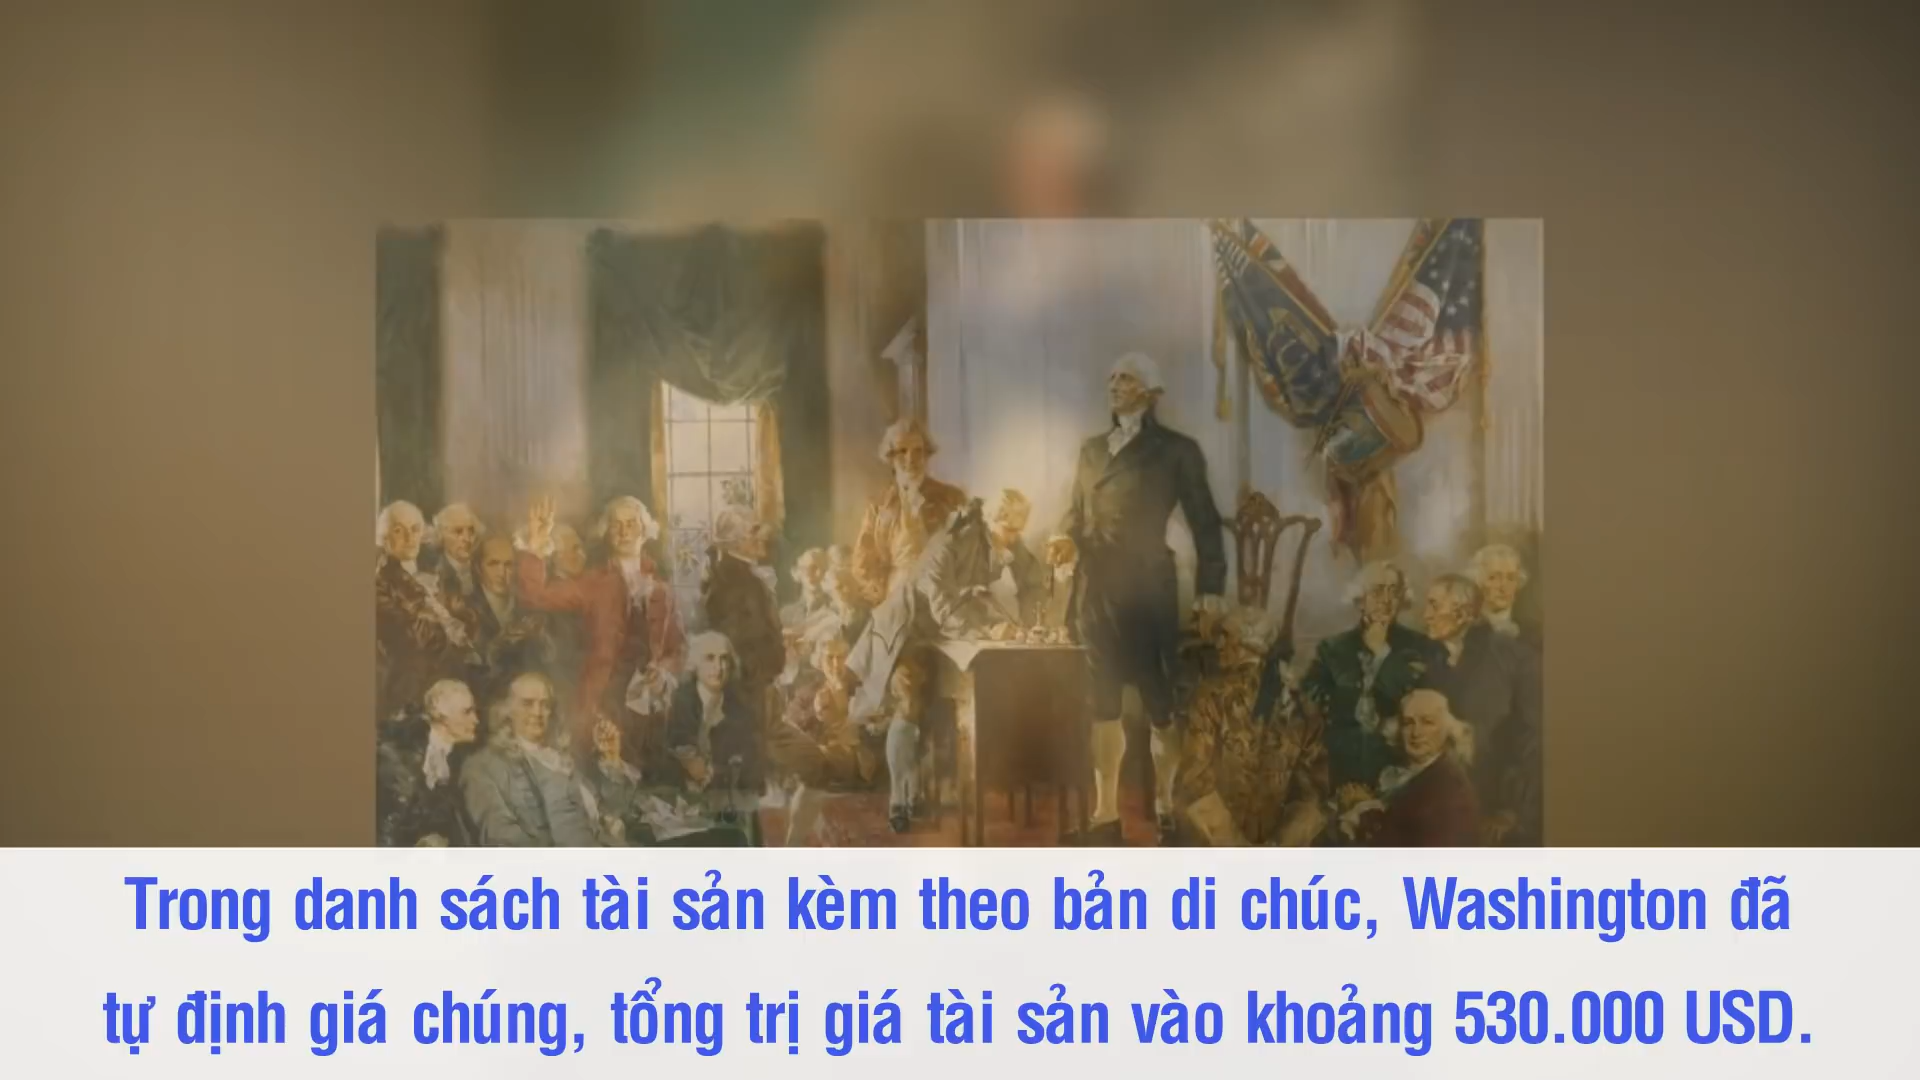 Trong danh sách tài sản kèm theo bản di chúc, Washington đã
tự định giá chúng, tổng trị giá tài sản vào khoảng 530.000 USD.